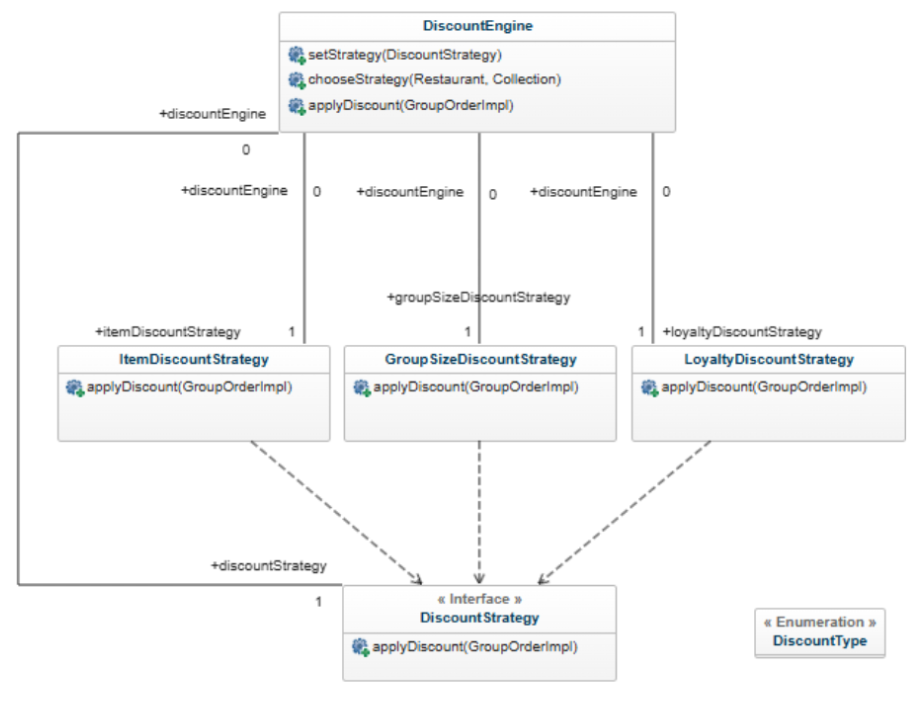 DiscountEngine
setStrategy(DiscountStrategy)
chooseStrategy(Restaurant, Collection)
applyDiscount(GroupOrderImpl)
+discountEngine
0
+discountEngine
0
+discountEngine
0
+discountEngine
0
+groupSizeDiscountStrategy
+itemDiscountStrategy
1
1
1
+loyaltyDiscountStrategy
ItemDiscountStrategy
applyDiscount(GroupOrderImpl)
GroupSizeDiscountStrategy
applyDiscount(GroupOrderImpl)
LoyaltyDiscountStrategy
applyDiscount(GroupOrderImpl)
+discountStrategy
1
« Interface »
DiscountStrategy
applyDiscount(GroupOrderImpl)
« Enumeration »
DiscountType